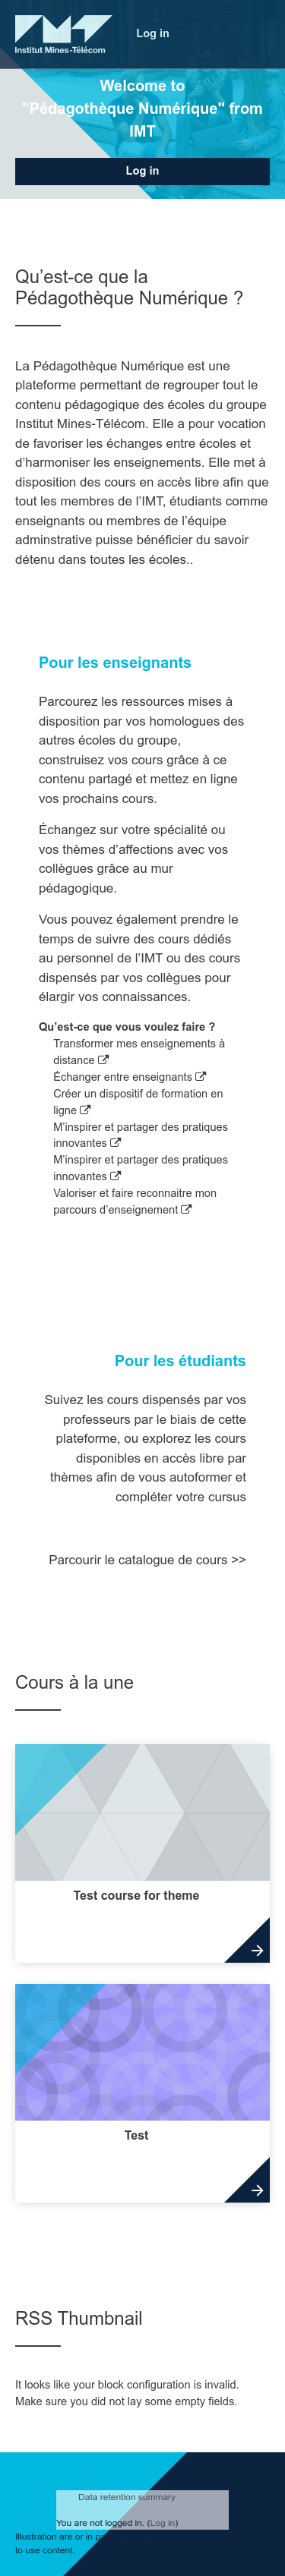 Institut Mines-Télécom
Log in
Welcome to
"Pédagothèque Numérique" from
IMT
Log in
Qu’est-ce que la
Pédagothèque Numérique ?
La Pédagothèque Numérique est une
plateforme permettant de regrouper tout le
contenu pédagogique des écoles du groupe
Institut Mines-Télécom. Elle a pour vocation
de favoriser les échanges entre écoles et
d’harmoniser les enseignements. Elle met à
disposition des cours en accès libre afin que
tout les membres de l’IMT, étudiants comme
enseignants ou membres de l’équipe
adminstrative puisse bénéficier du savoir
détenu dans toutes les écoles..
Pour les enseignants
Parcourez les ressources mises à
disposition par vos homologues des
autres écoles du groupe,
construisez vos cours grâce à ce
contenu partagé et mettez en ligne
vos prochains cours.
Échangez sur votre spécialité ou
vos thèmes d’affections avec vos
collègues grâce au mur
pédagogique.
Vous pouvez également prendre le
temps de suivre des cours dédiés
au personnel de l’IMT ou des cours
dispensés par vos collègues pour
élargir vos connaissances.
Qu’est-ce que vous voulez faire ?
Transformer mes enseignements à
distance
Échanger entre enseignants
Créer un dispositif de formation en
ligne
M’inspirer et partager des pratiques
innovantes
M’inspirer et partager des pratiques
innovantes
Valoriser et faire reconnaitre mon
parcours d’enseignement
Pour les étudiants
Suivez les cours dispensés par vos
professeurs par le biais de cette
plateforme, ou explorez les cours
disponibles en accès libre par
thèmes afin de vous autoformer et
compléter votre cursus
Parcourir le catalogue de cours >>
Cours à la une
Test course for theme
Test
RSS Thumbnail
It looks like your block configuration is invalid.
Make sure you did not lay some empty fields.
Data retention summary
You are not logged in. (Log in)
Illustration are or in
to use content.